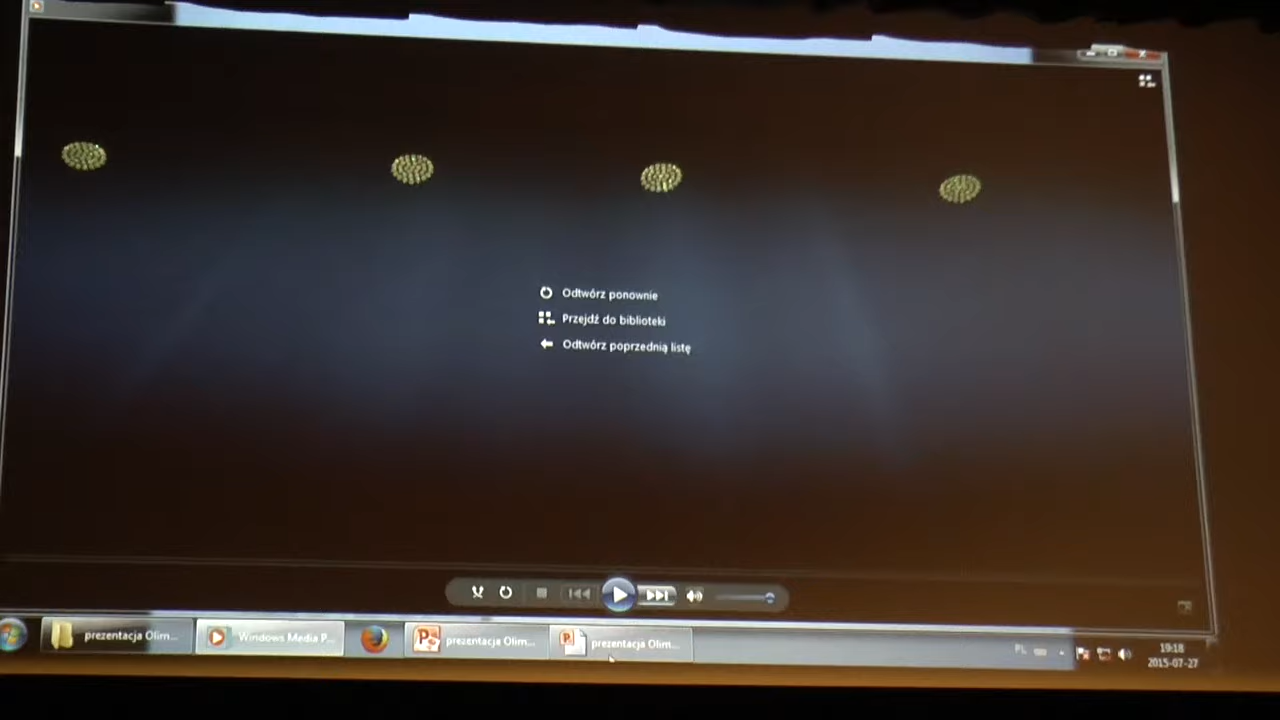 Odtwórz ponownie
Przejdź do biblioteki
Odtwórz poprzednią listę
prezentacja Olim...
Windows Media P...
prezentacja Olim...
prezentacja Olim...
PL
19:18
2015-07-27